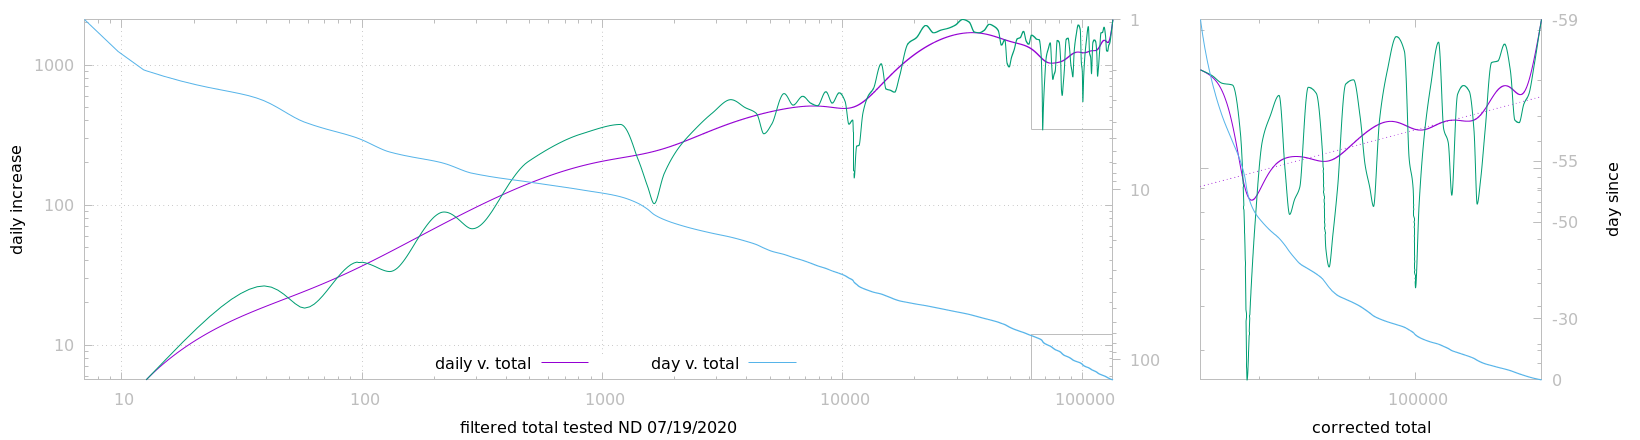 daily increase
1000
100
10
10
100
1000
10000
100000
1
10
100
daily v. total
day v. total
filtered total tested ND 07/19/2020
-59
-55
-50
-30
0
day since
100000
corrected total